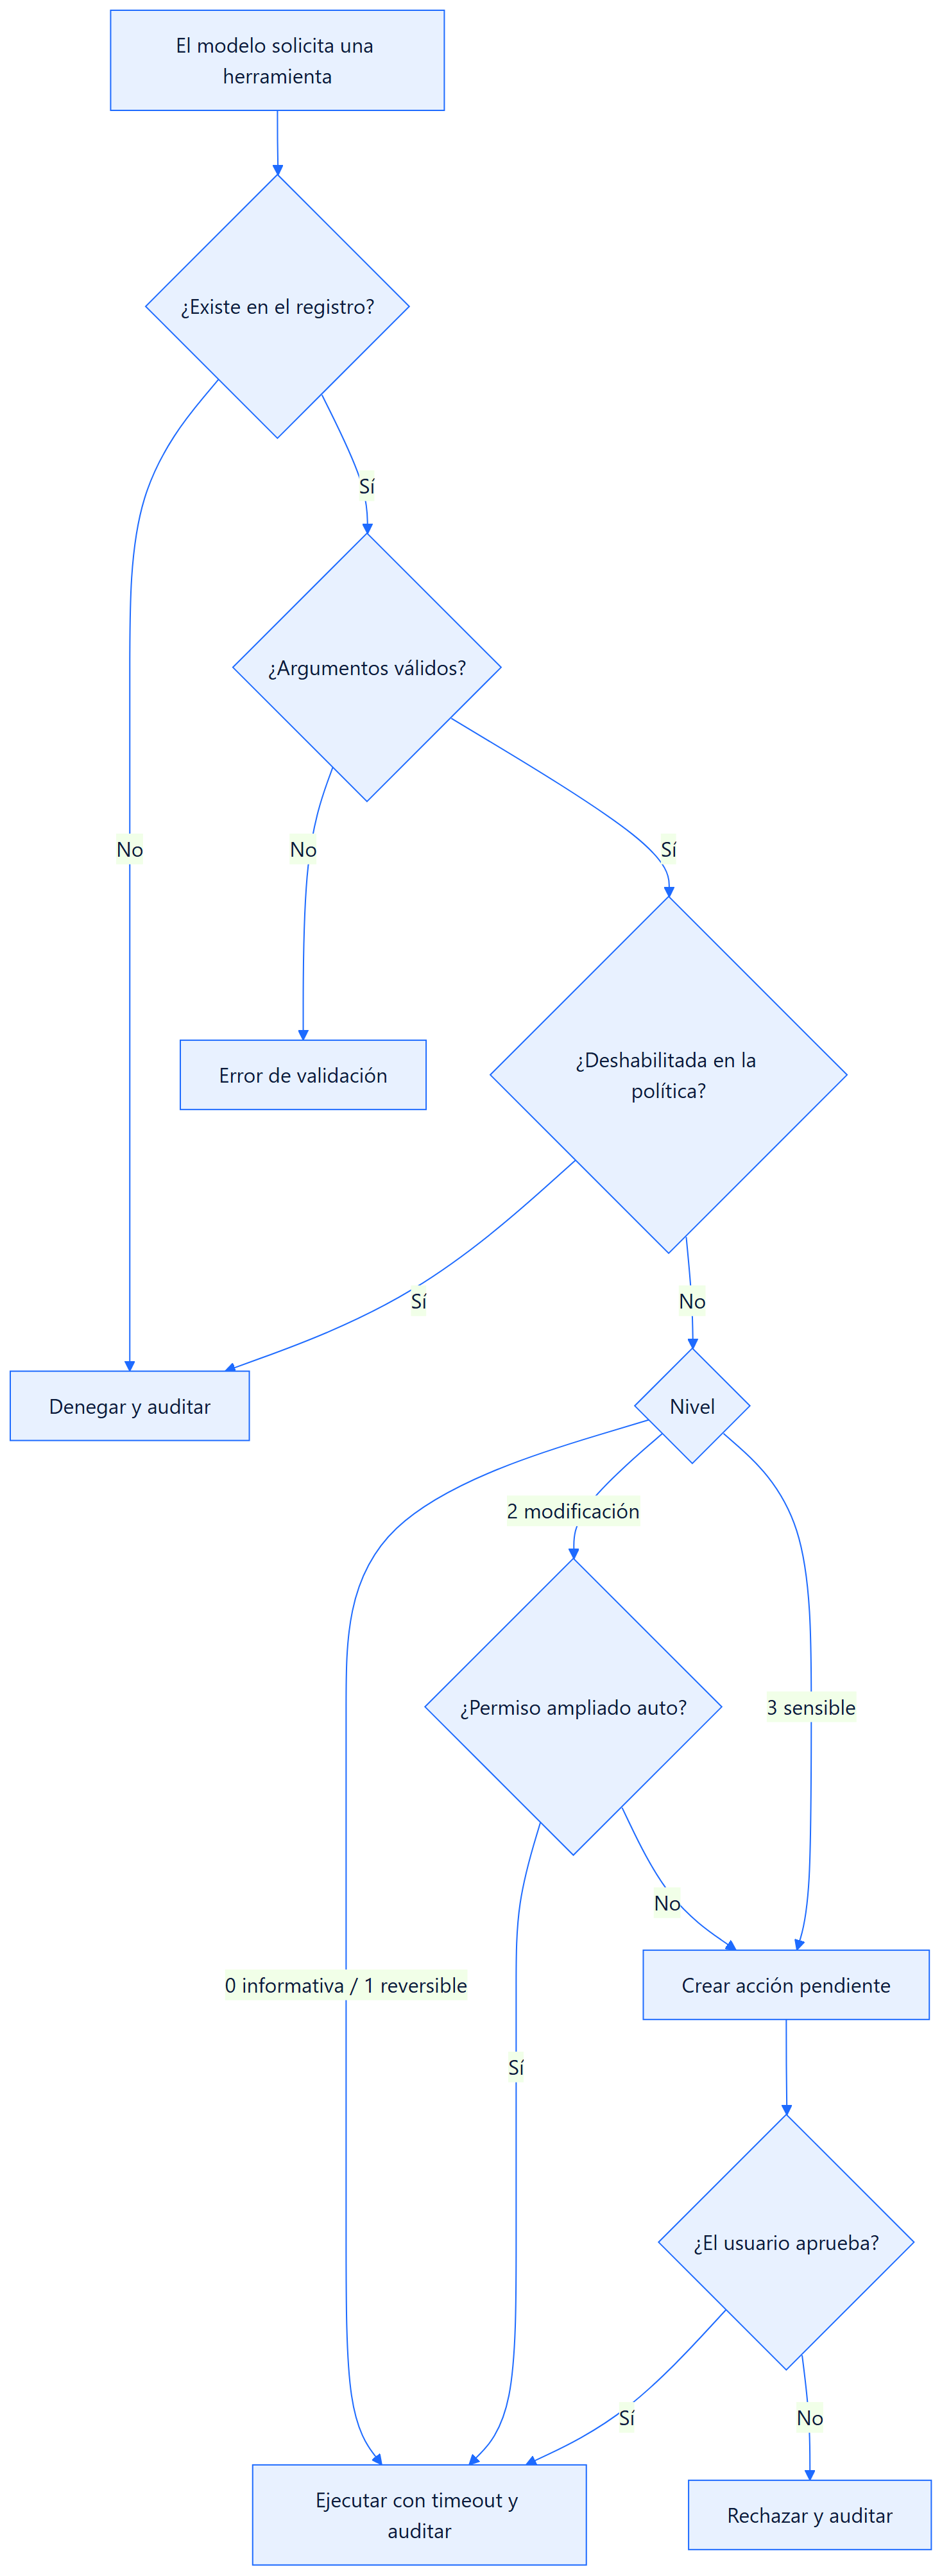 El modelo solicita una
herramienta
¿Existe en el registro?
Sí
¿Argumentos válidos?
No
No
Sí
¿Deshabilitada en la
política?
Error de validación
Sí
No
Denegar y auditar
Nivel
2 modificación
¿Permiso ampliado auto?
3 sensible
No
0 informativa / 1 reversible
Crear acción pendiente
Sí
¿El usuario aprueba?
Sí
No
Ejecutar con timeout y
auditar
Rechazar y auditar